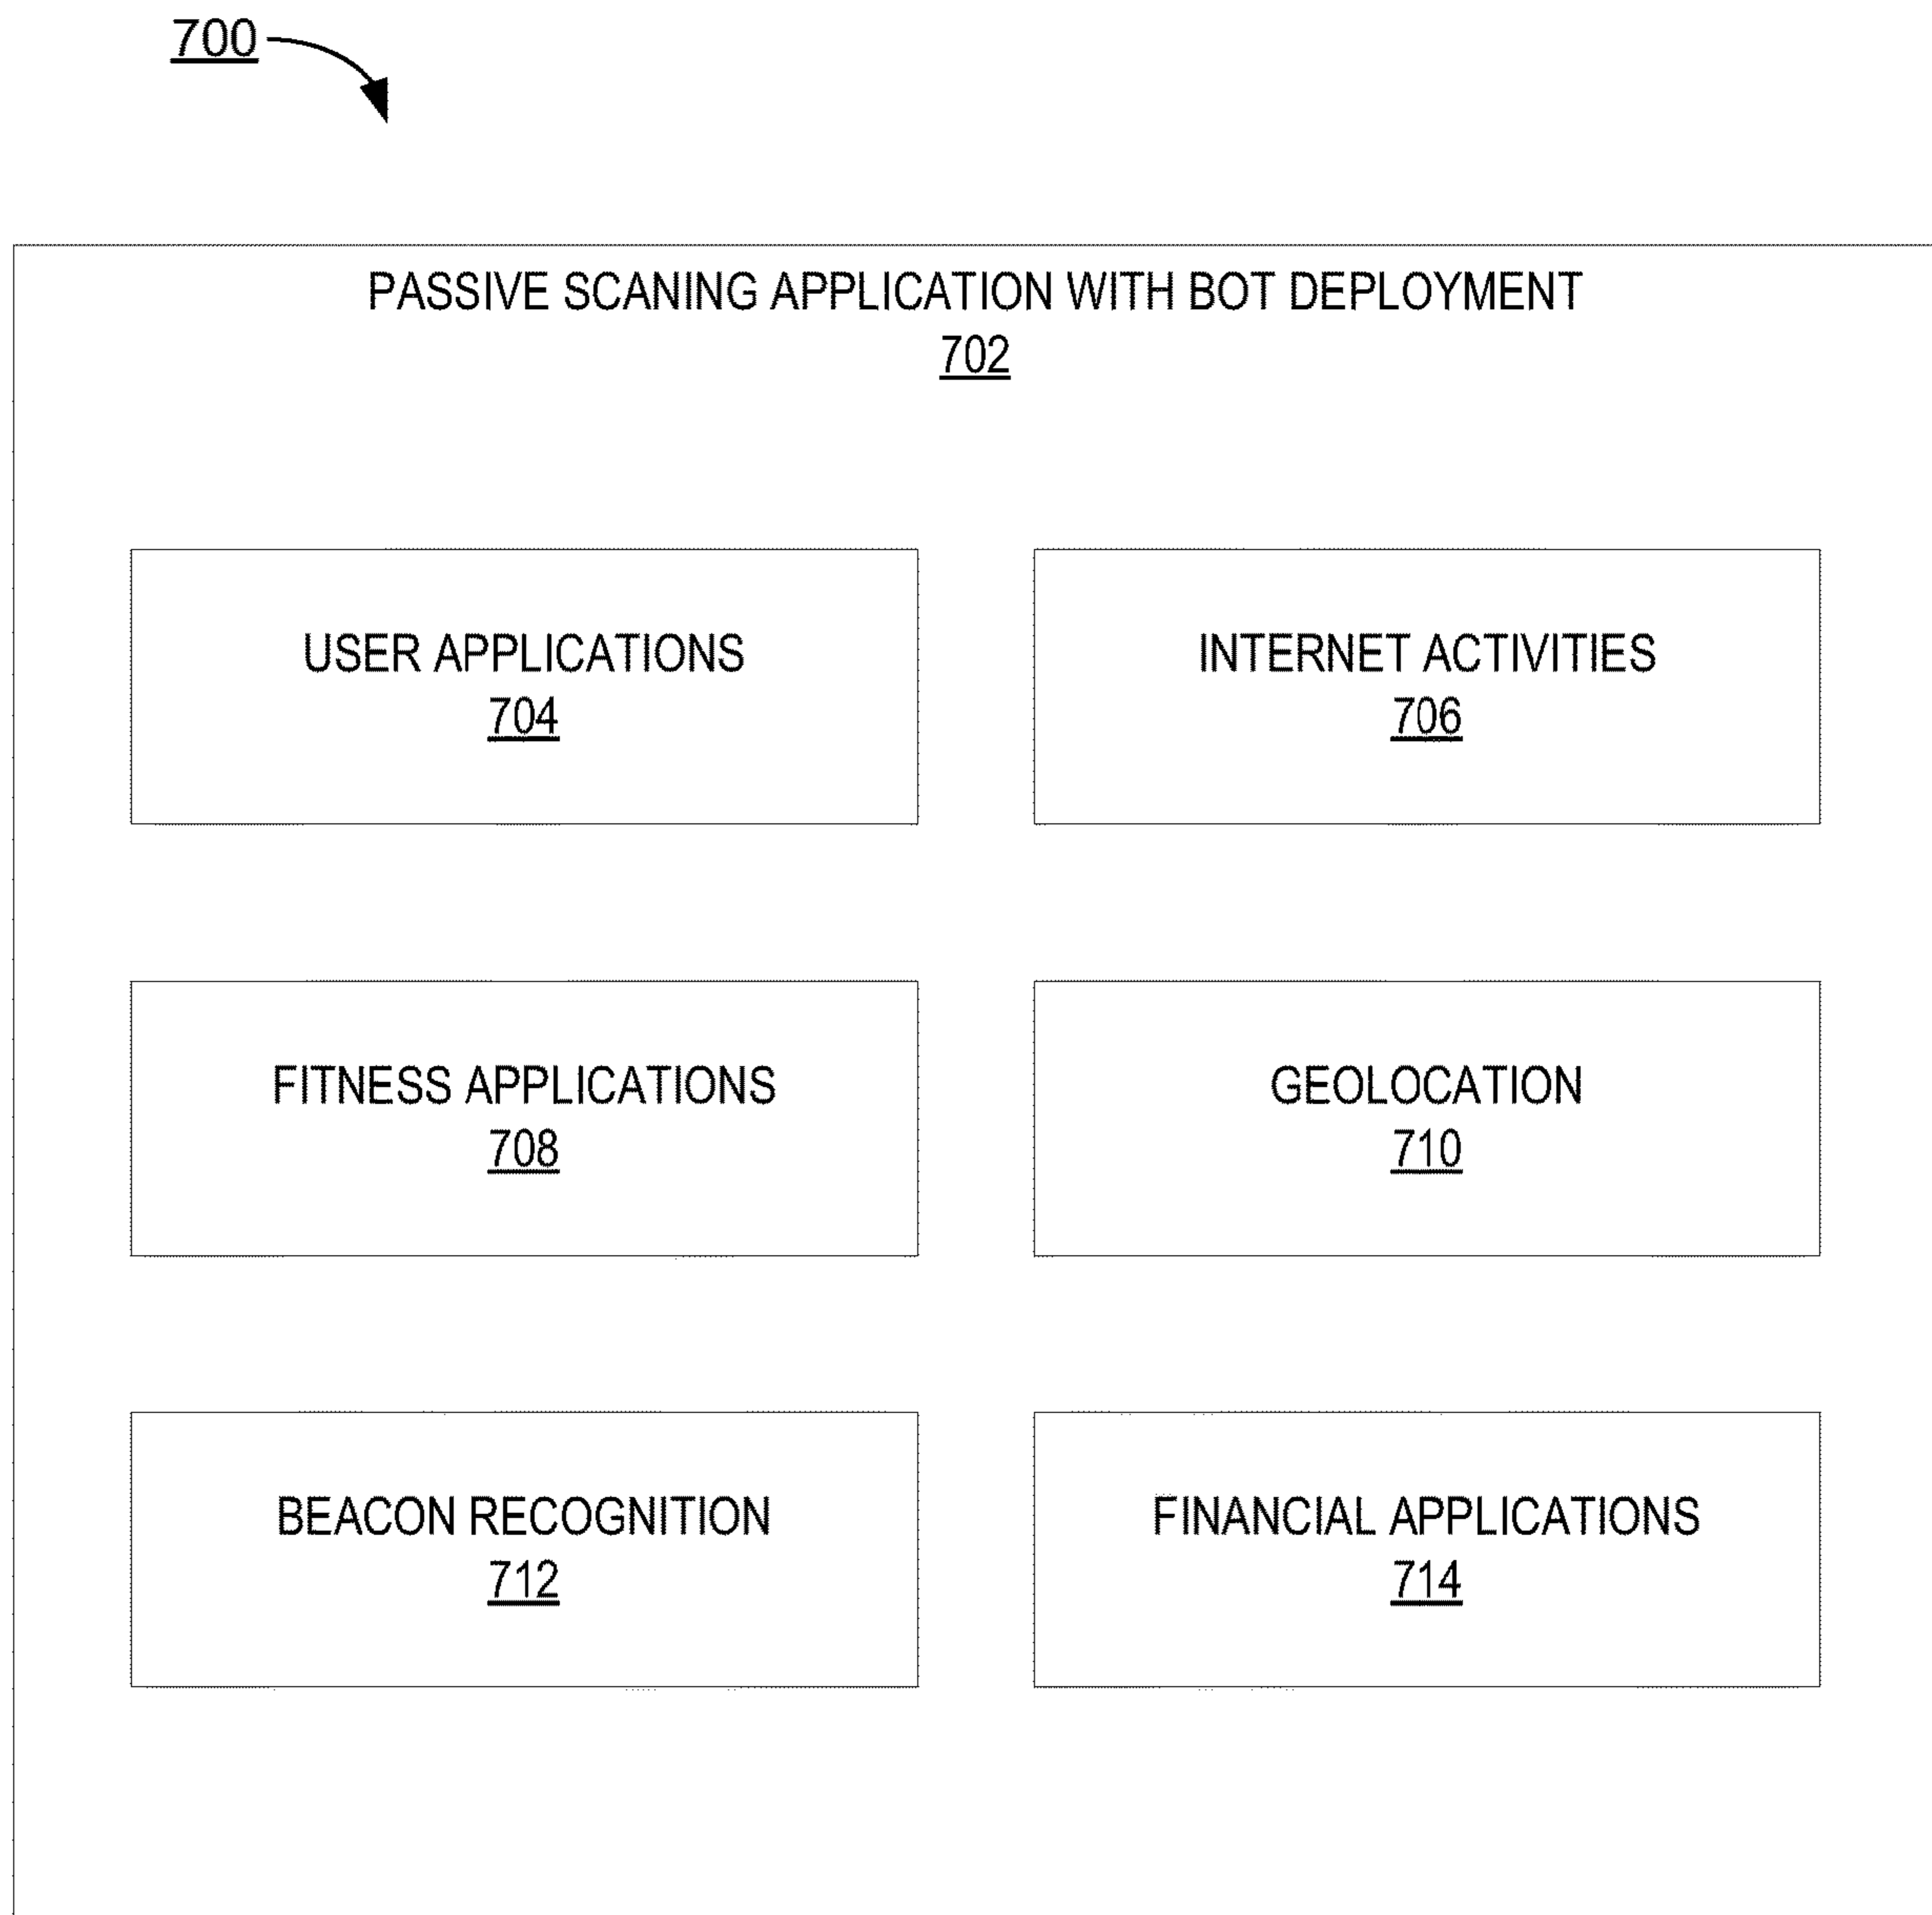 700
PASSIVE SCANING APPLICATION WITH BOT DEPLOYMENT
702
USER APPLICATIONS
704
INTERNET ACTIVITIES
706
FITNESS APPLICATIONS
708
GEOLOCATION
710
BEACON RECOGNITION
712
FINANCIAL APPLICATIONS
714